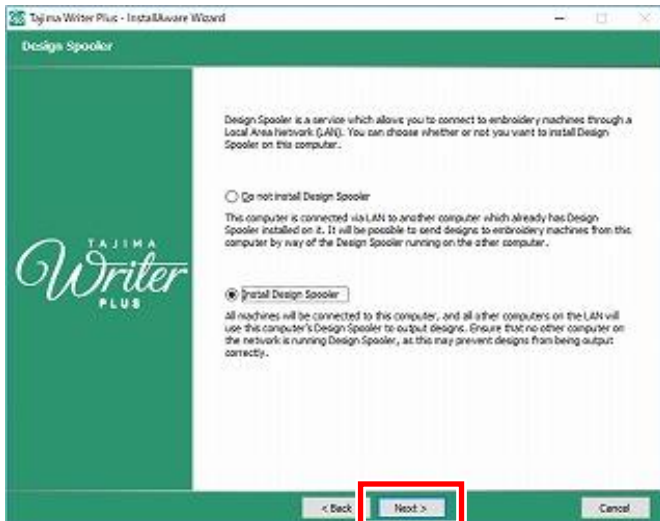 Tajima Writer Plus - InstallAware Wizard
Design Spooler
Design Spooler is a service which allows you to connect to embroidery machines through a
Local Area Network (LAN). You can choose whether or not you want to install Design
Spooler on this computer.
Do not install Design Spooler
This computer is connected via LAN to another computer which already has Design
Spooler installed on it. It will be possible to send designs to embroidery machines from this
computer by way of the Design Spooler running on the other computer.
TAJIMA
Writer
PLUS
Install Design Spooler
All machines will be connected to this computer, and all other computers on the LAN will
use this computer's Design Spooler to output designs. Ensure that no other computer on
the network is running Design Spooler, as this may prevent designs from being output
correctly.
< Back
Next >
Cancel